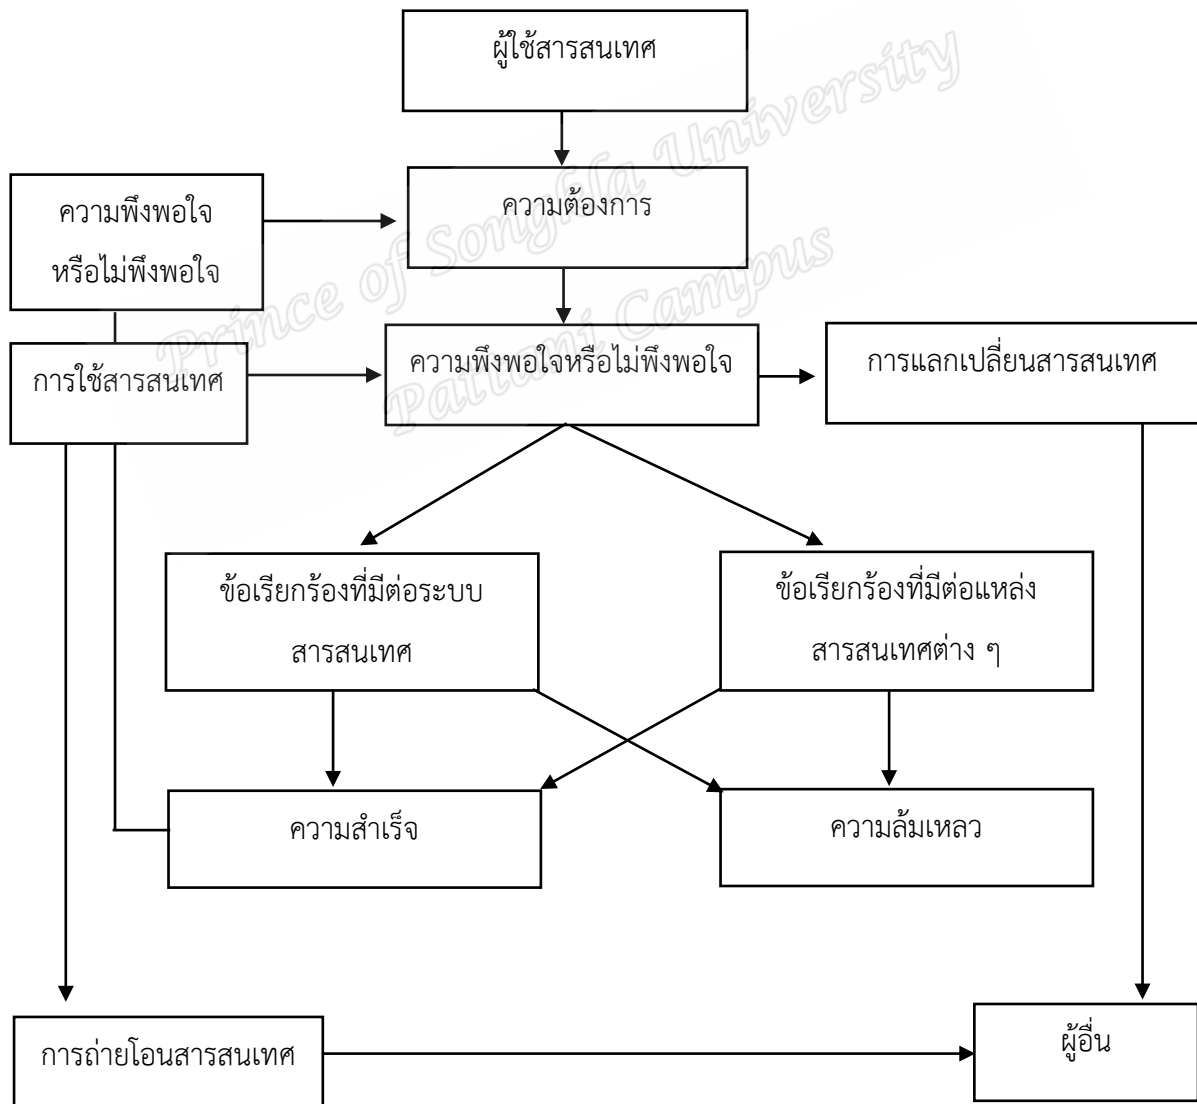 ผู้ใช้สารสนเทศ
ความต้องการ
ความพึงพอใจ
หรือไม่พึงพอใจ
การใช้สารสนเทศ
ความพึงพอใจหรือไม่พึงพอใจ
การแลกเปลี่ยนสารสนเทศ
ข้อเรียกร้องที่มีต่อระบบ
สารสนเทศ
ข้อเรียกร้องที่มีต่อแหล่ง
สารสนเทศต่าง ๆ
ความสำเร็จ
ความล้มเหลว
การถ่ายโอนสารสนเทศ
ผู้อื่น
Prince of Songkla University
Pattani Campus